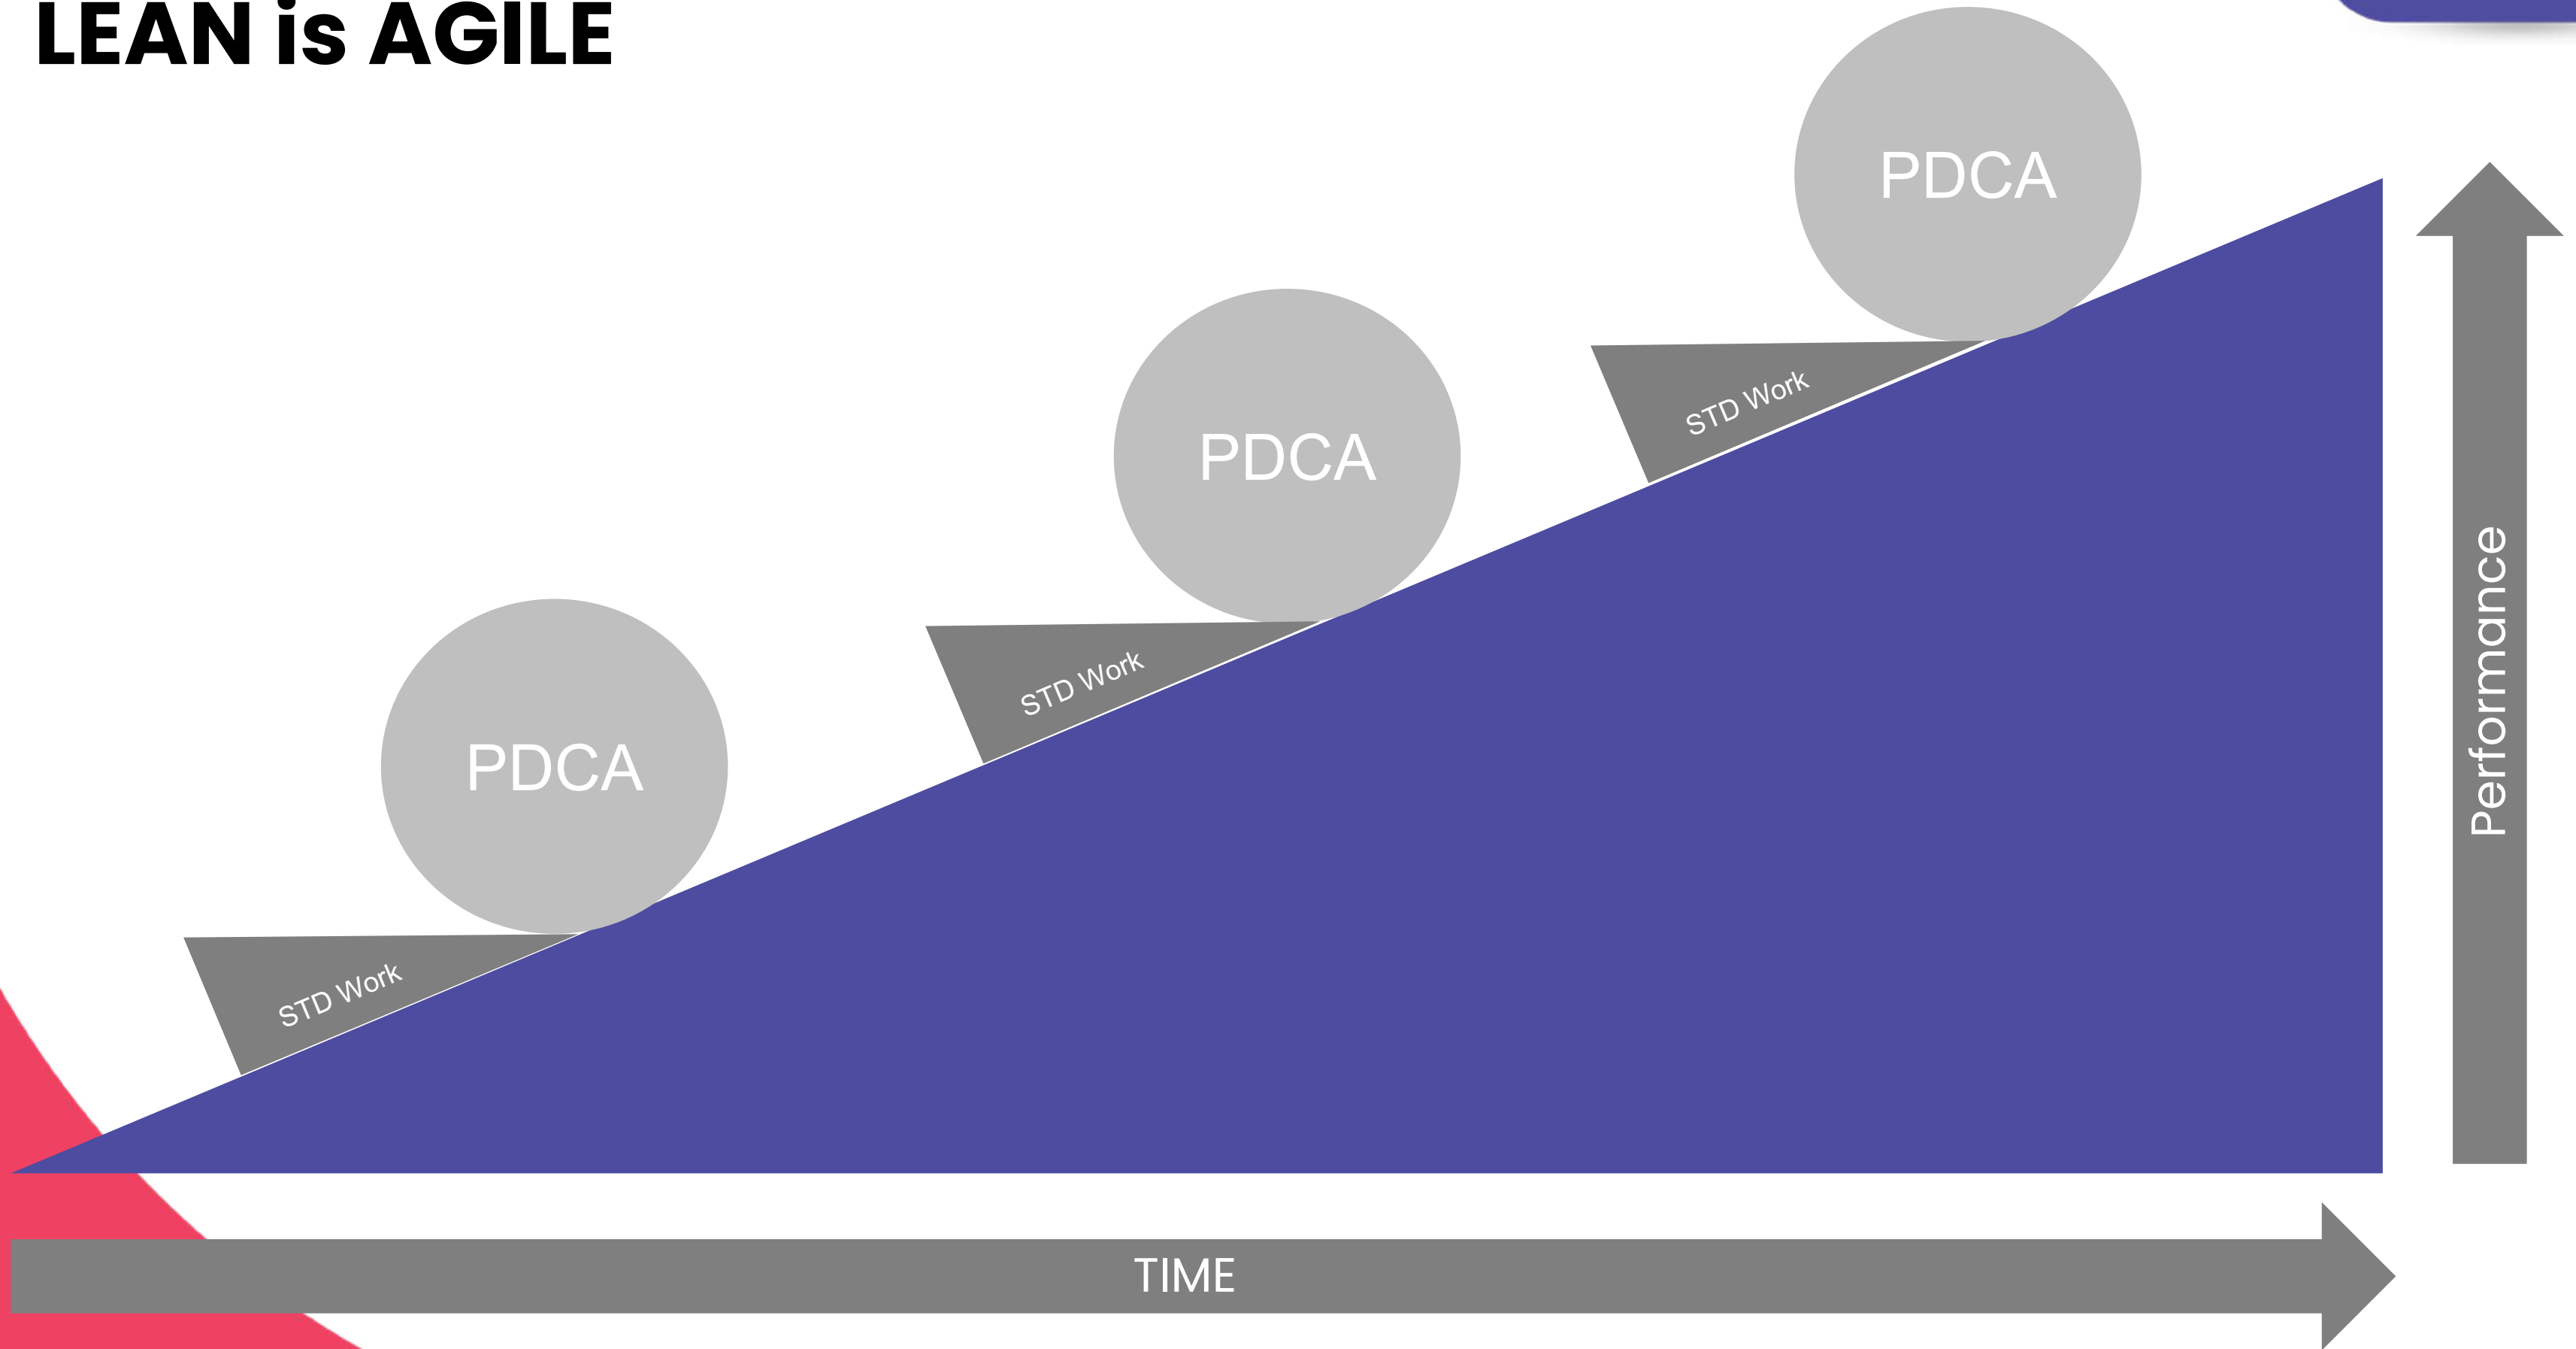 LEAN is AGILE
PDCA
STD Work
PDCA
STD Work
PDCA
STD Work
Performance
TIME